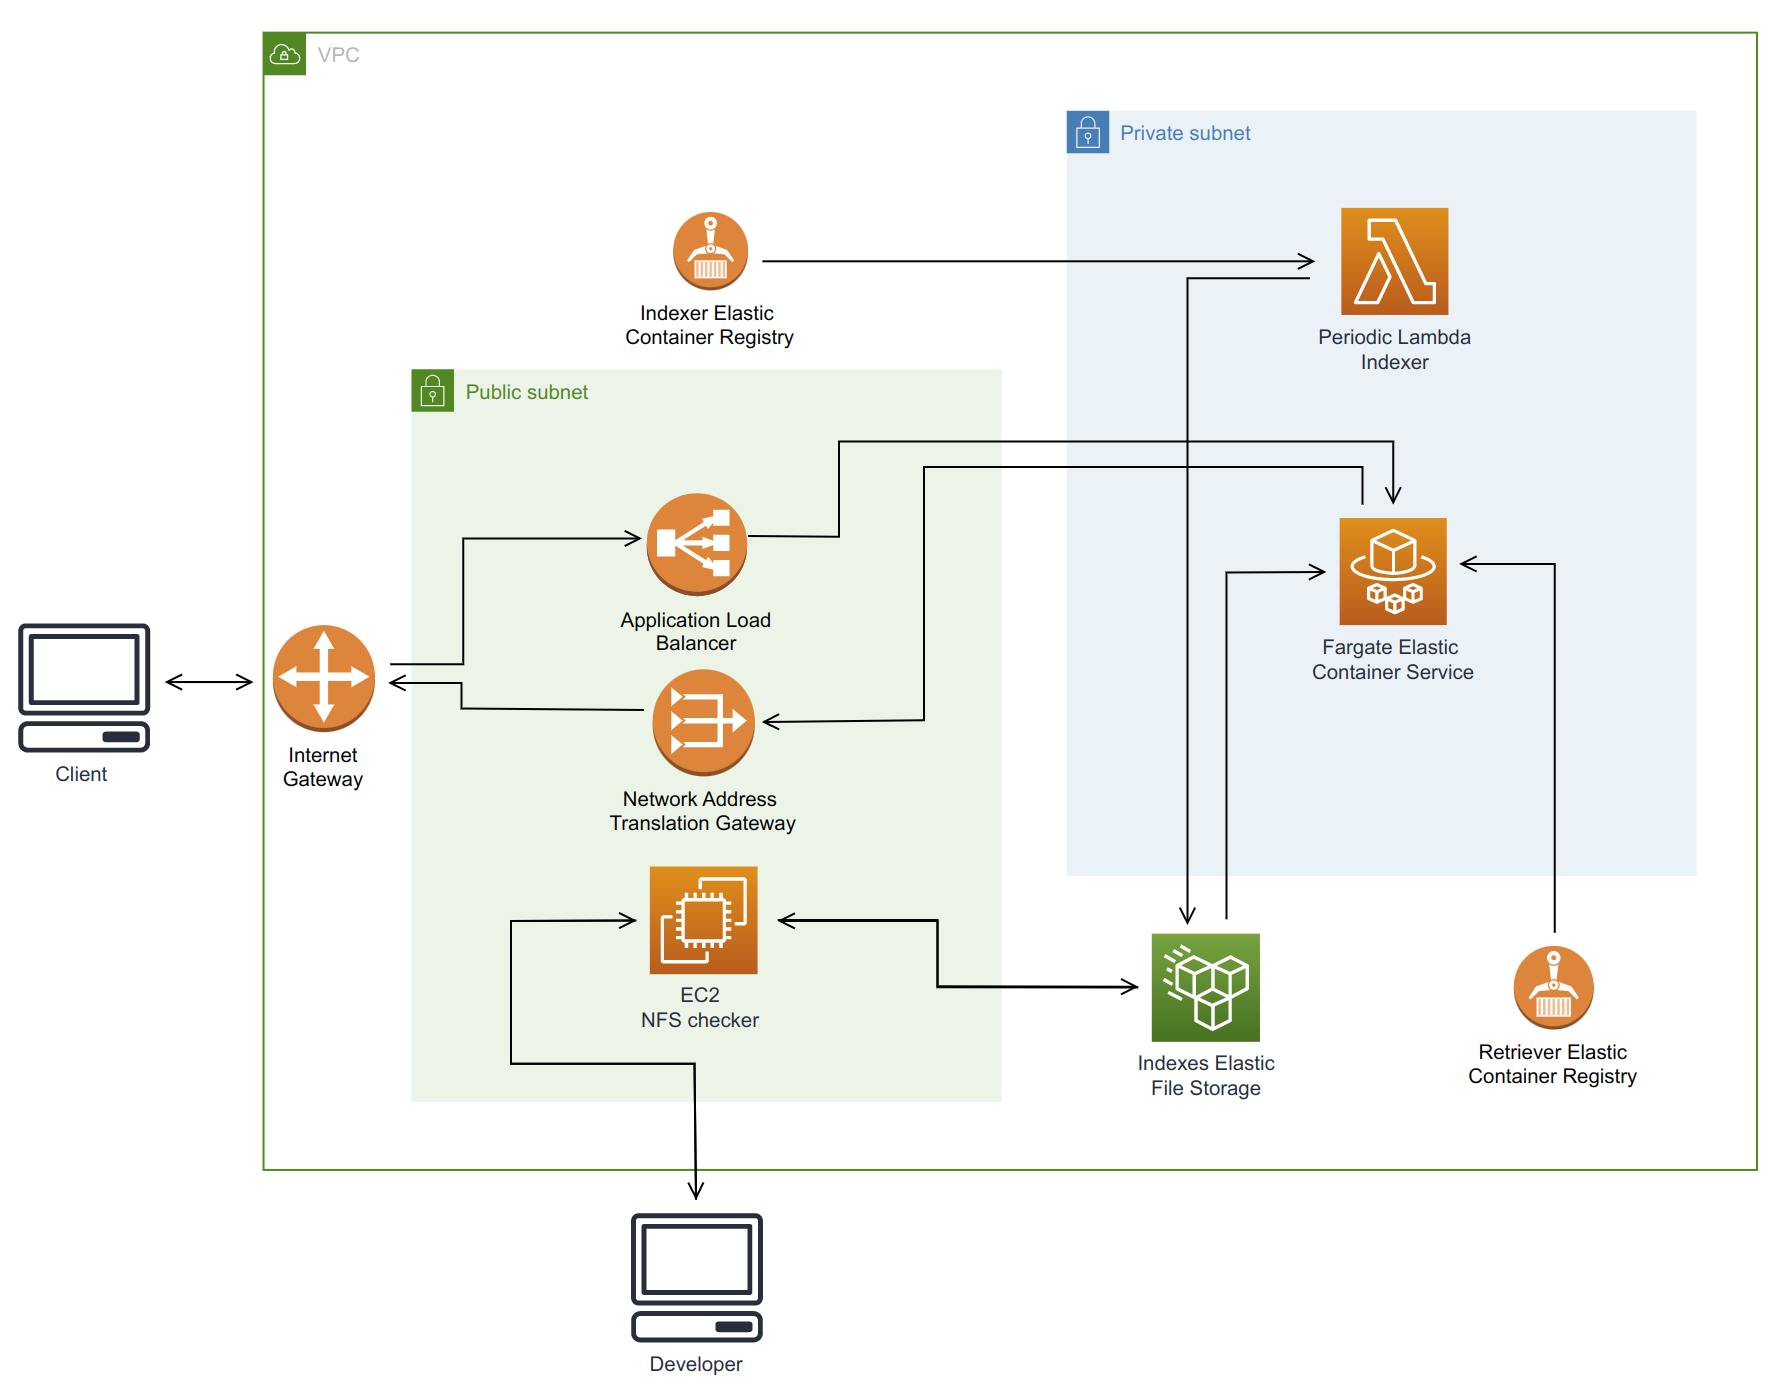 VPC
Private subnet
Indexer Elastic
Container Registry
Periodic Lambda
Indexer
Public subnet
Application Load
Balancer
Fargate Elastic
Container Service
Client
Internet
Gateway
Network Address
Translation Gateway
EC2
NFS checker
Indexes Elastic
File Storage
Retriever Elastic
Container Registry
Developer